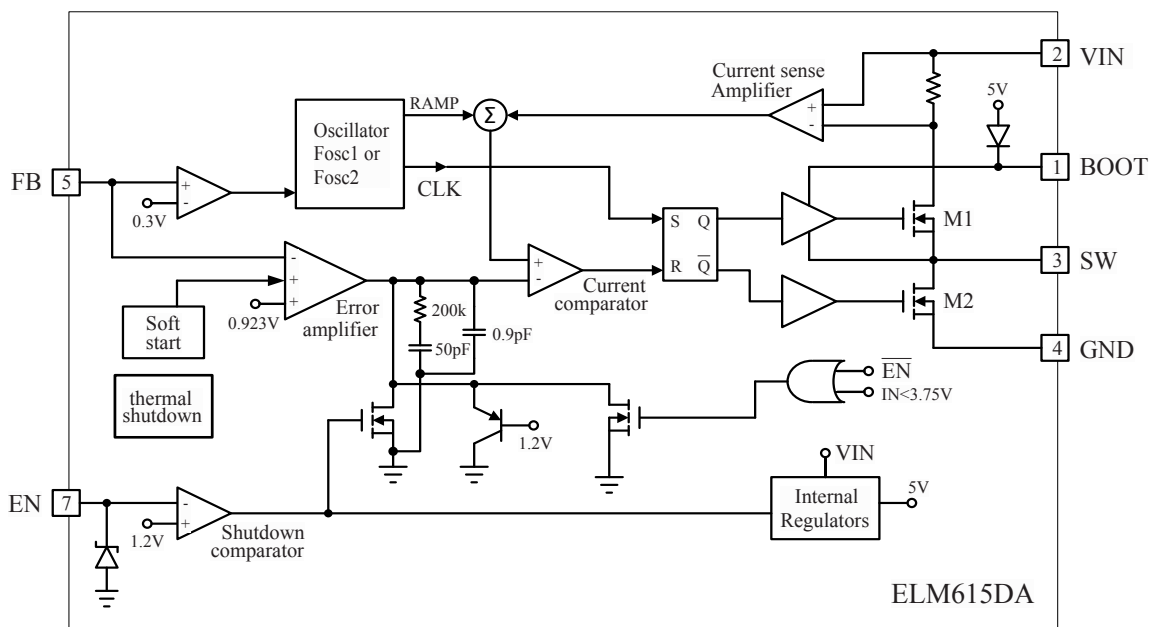 2 VIN
Current sense
Amplifier
5V
+
-
RAMP
Σ
Oscillator
Fosc1 or
Fosc2
CLK
1 BOOT
FB 5
+
-
0.3V
S Q
R Q̅
M1
3 SW
-
+
+
0.923V
Error
amplifier
Soft
start
+
-
Current
comparator
200k
50pF
0.9pF
M2
4 GND
thermal
shutdown
E̅N̅
IN<3.75V
1.2V
VIN
EN 7
-
+
1.2V
Shutdown
comparator
Internal
Regulators
5V
ELM615DA